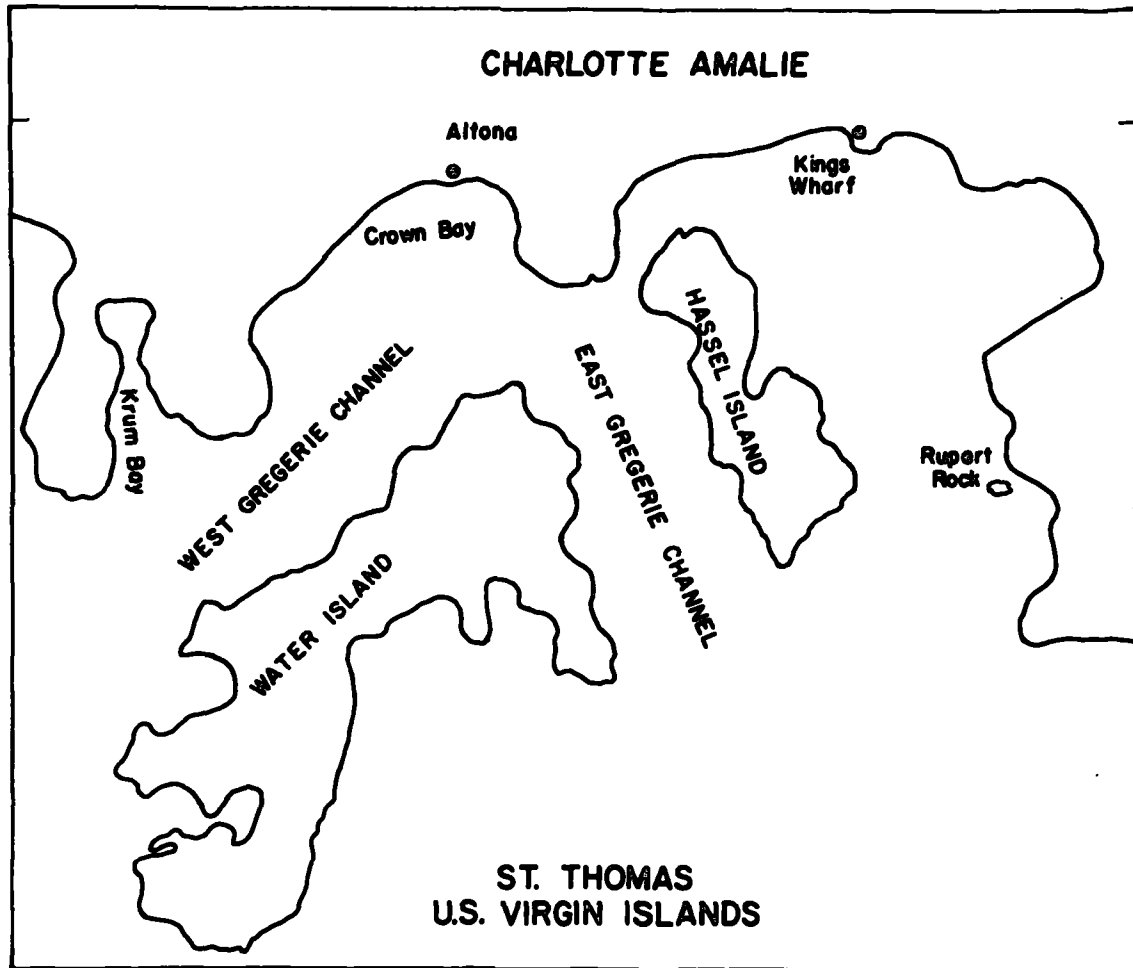 CHARLOTTE AMALIE
Altona
Kings
Wharf
Crown Bay
HASSEL ISLAND
EAST GREGERIE CHANNEL
WEST GREGERIE CHANNEL
Krum Bay
Rupert
Rock
WATER ISLAND
ST. THOMAS
U.S. VIRGIN ISLANDS